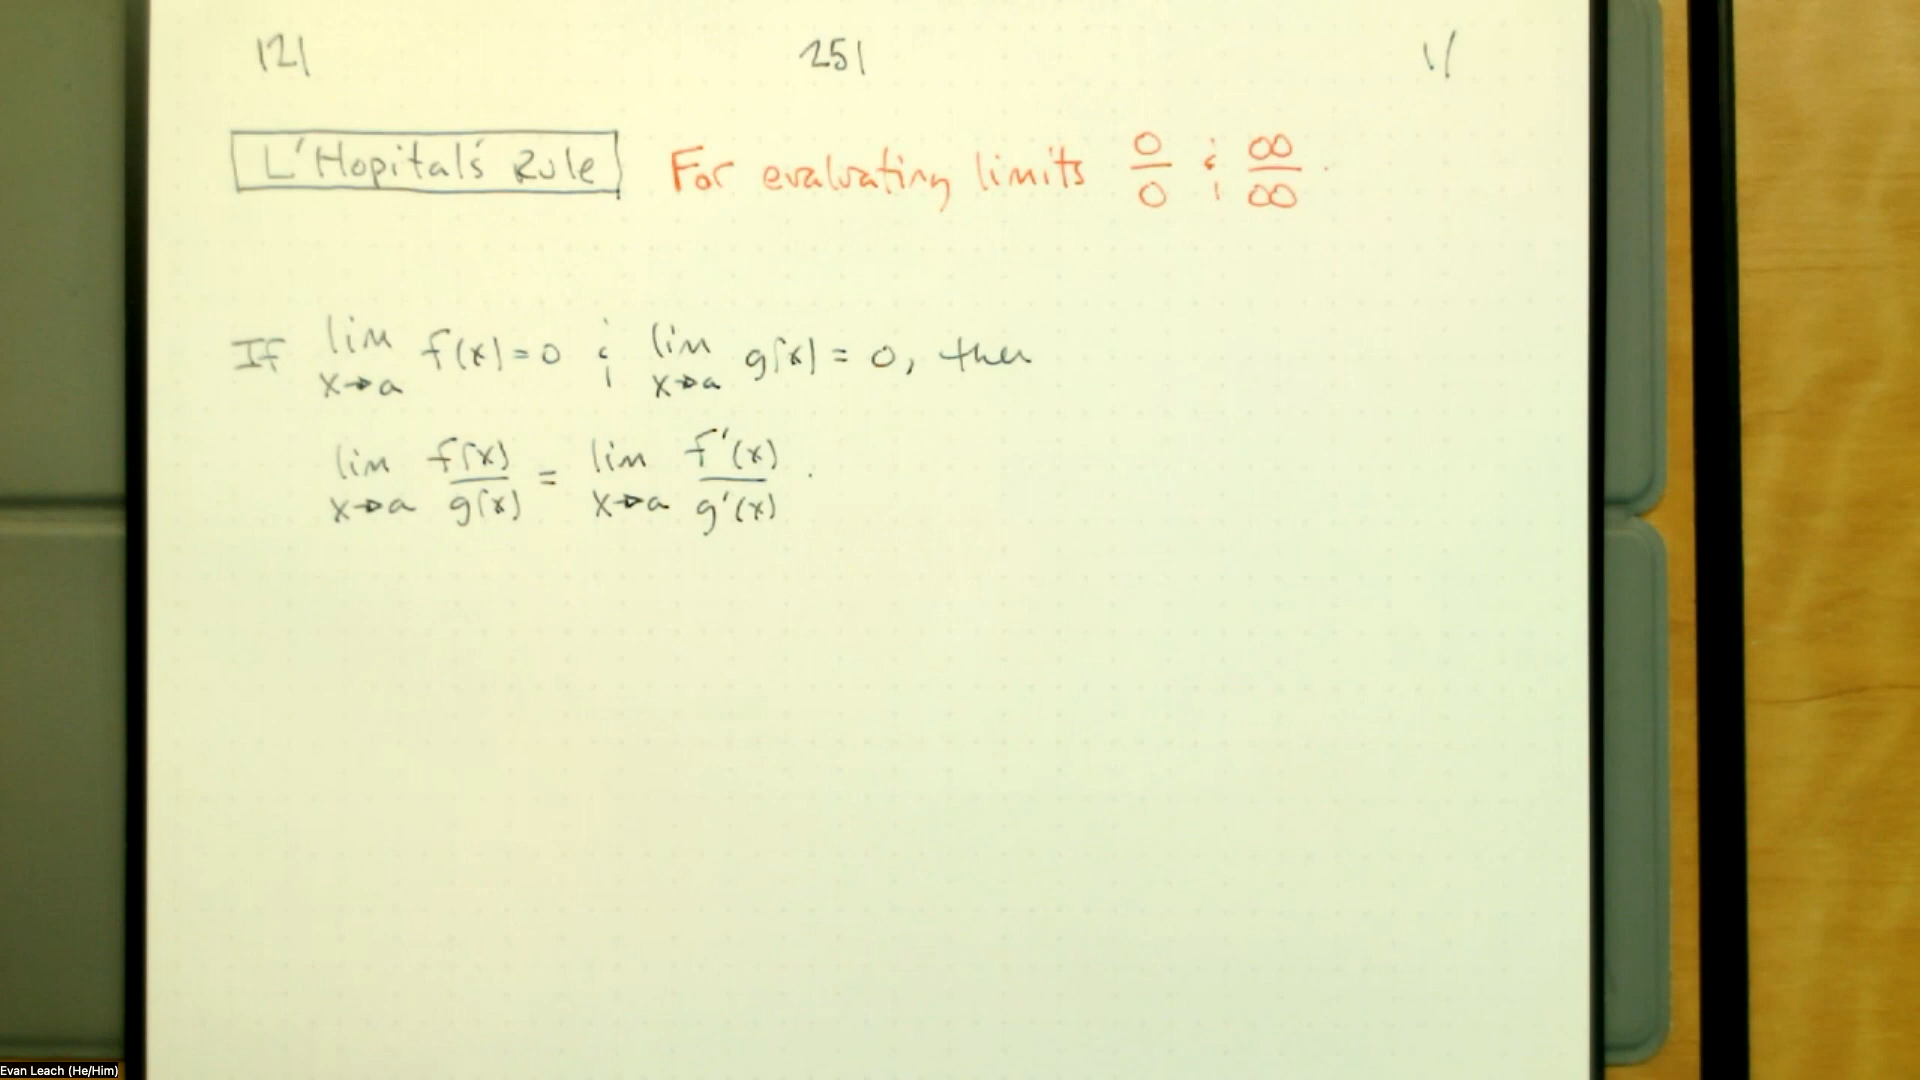 121 251 1/
L'Hopital's Rule For evaluating limits 0/0 & ∞/∞.
If lim x→a f(x)=0 & lim x→a g(x)=0, then
lim x→a f(x)/g(x) = lim x→a f'(x)/g'(x).
Evan Leach (He/Him)